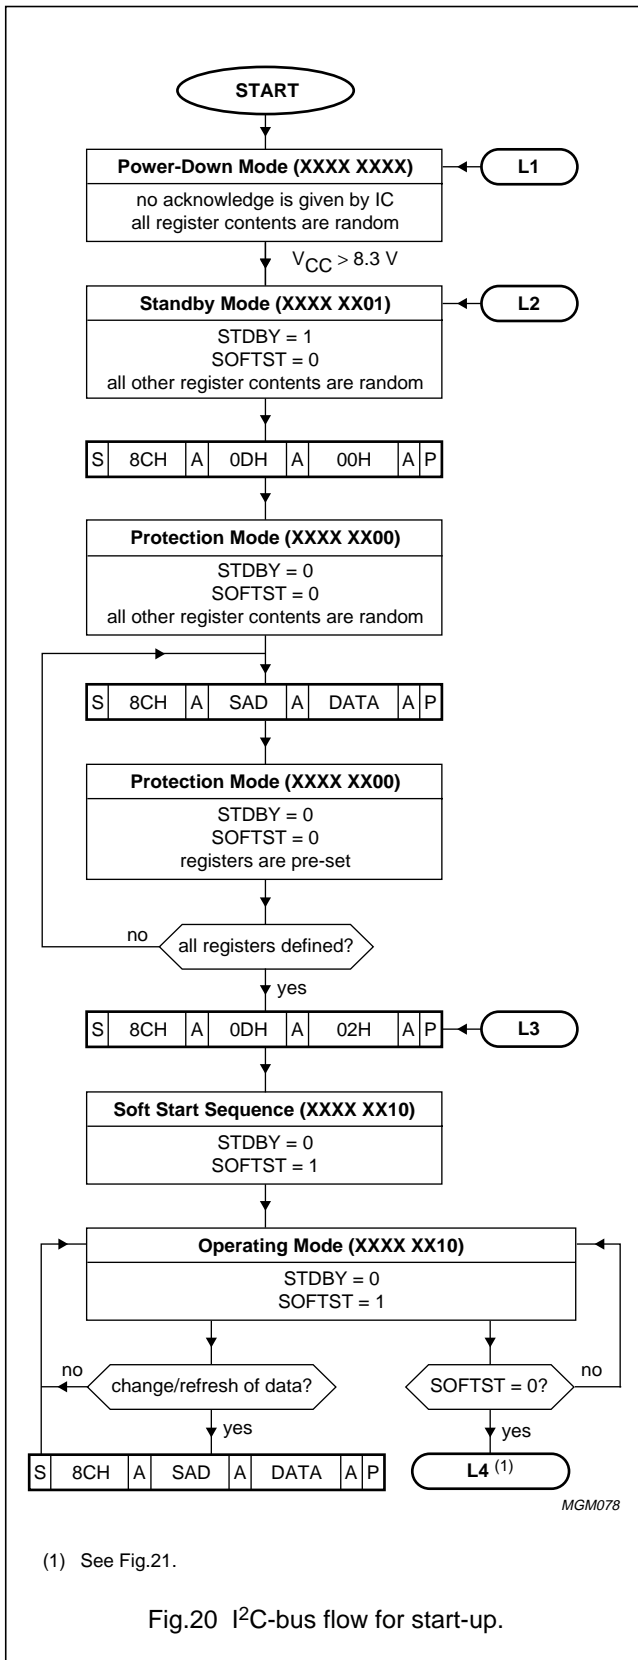 START
Power-Down Mode (XXXX XXXX)
L1
no acknowledge is given by IC
all register contents are random
VCC > 8.3 V
Standby Mode (XXXX XX01)
L2
STDBY = 1
SOFTST = 0
all other register contents are random
S 8CH A 0DH A 00H A P
Protection Mode (XXXX XX00)
STDBY = 0
SOFTST = 0
all other register contents are random
S 8CH A SAD A DATA A P
Protection Mode (XXXX XX00)
STDBY = 0
SOFTST = 0
registers are pre-set
no
all registers defined?
yes
S 8CH A 0DH A 02H A P
L3
Soft Start Sequence (XXXX XX10)
STDBY = 0
SOFTST = 1
Operating Mode (XXXX XX10)
STDBY = 0
SOFTST = 1
no
change/refresh of data?
SOFTST = 0?
no
yes
yes
S 8CH A SAD A DATA A P
L4 (1)
MGM078
(1) See Fig.21.
Fig.20 I²C-bus flow for start-up.